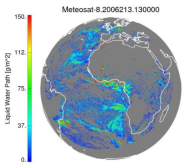 Meteosat-8.2006213.130000
150.
112.
75.
37.
0.
Liquid Water Path [g/m^2]